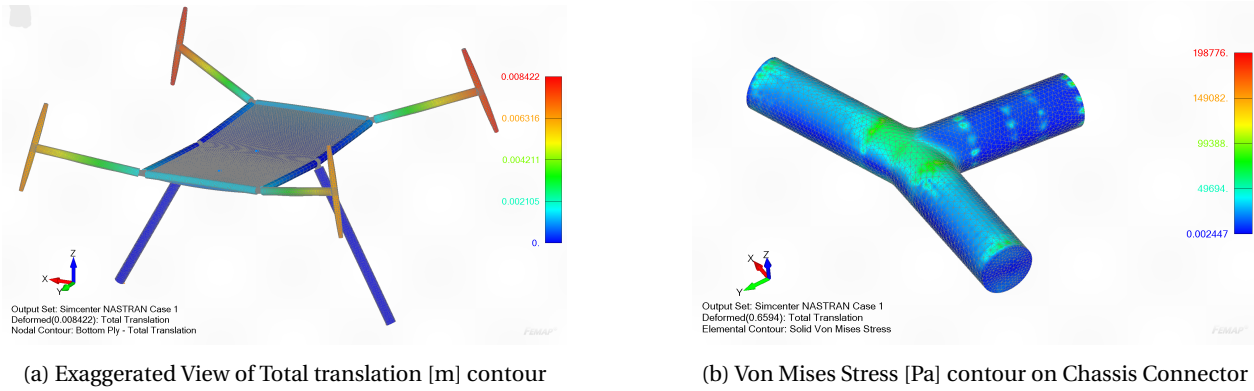 0.008422
0.006316
0.004211
0.002105
0.
Z
X
Y
Output Set: Simcenter NASTRAN Case 1
Deformed(0.008422): Total Translation
Nodal Contour: Bottom Ply - Total Translation
FEMAP
(a) Exaggerated View of Total translation [m] contour
198776.
149082.
99388.
49694.
0.002447
X
Z
Y
Output Set: Simcenter NASTRAN Case 1
Deformed(0.6594): Total Translation
Elemental Contour: Solid Von Mises Stress
FEMAP
(b) Von Mises Stress [Pa] contour on Chassis Connector